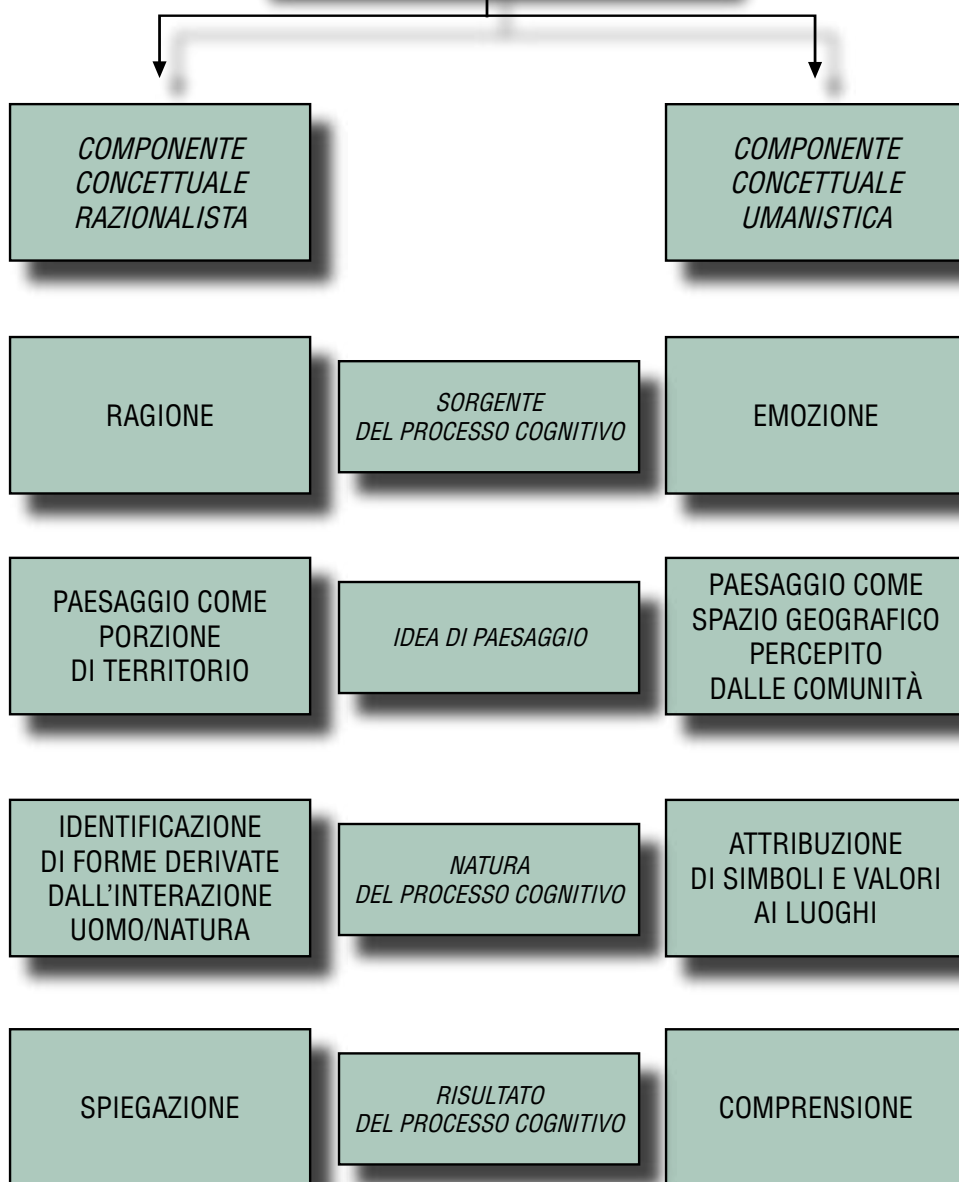 COMPONENTE
CONCETTUALE
RAZIONALISTA
COMPONENTE
CONCETTUALE
UMANISTICA
RAGIONE
SORGENTE
DEL PROCESSO COGNITIVO
EMOZIONE
PAESAGGIO COME
PORZIONE
DI TERRITORIO
IDEA DI PAESAGGIO
PAESAGGIO COME
SPAZIO GEOGRAFICO
PERCEPITO
DALLE COMUNITÀ
IDENTIFICAZIONE
DI FORME DERIVATE
DALL'INTERAZIONE
UOMO/NATURA
NATURA
DEL PROCESSO COGNITIVO
ATTRIBUZIONE
DI SIMBOLI E VALORI
AI LUOGHI
SPIEGAZIONE
RISULTATO
DEL PROCESSO COGNITIVO
COMPRENSIONE